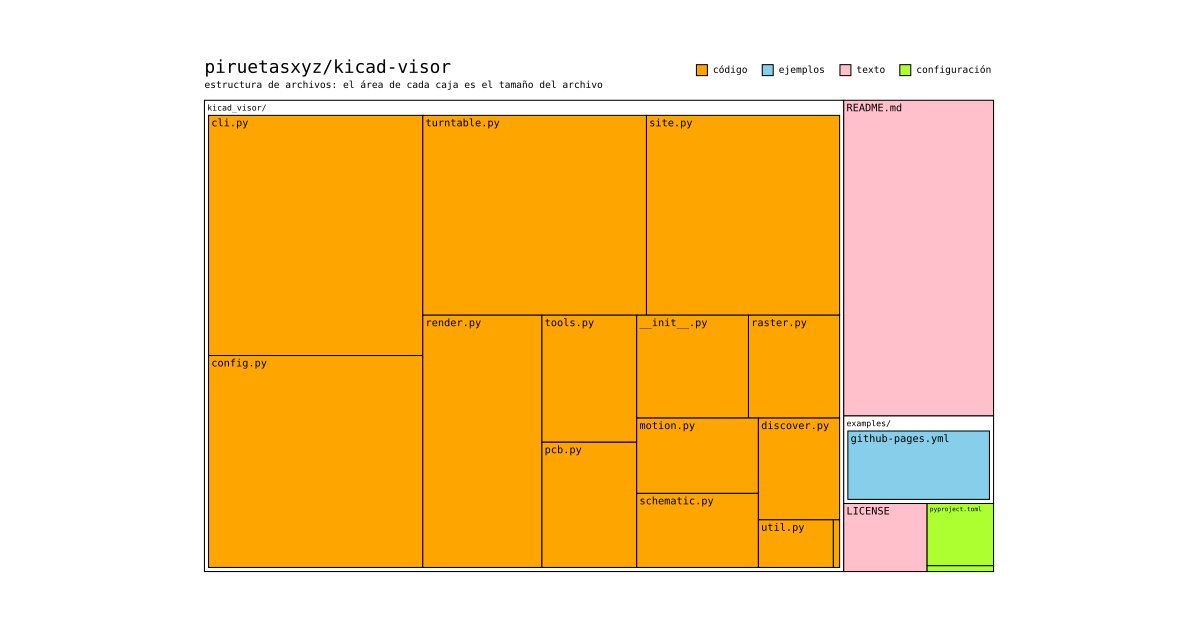 piruetasxyz/kicad-visor
estructura de archivos: el área de cada caja es el tamaño del archivo
código
ejemplos
texto
configuración
kicad_visor/
cli.py
turntable.py
site.py
config.py
render.py
tools.py
__init__.py
raster.py
pcb.py
motion.py
discover.py
schematic.py
util.py
README.md
examples/
github-pages.yml
LICENSE
pyproject.toml